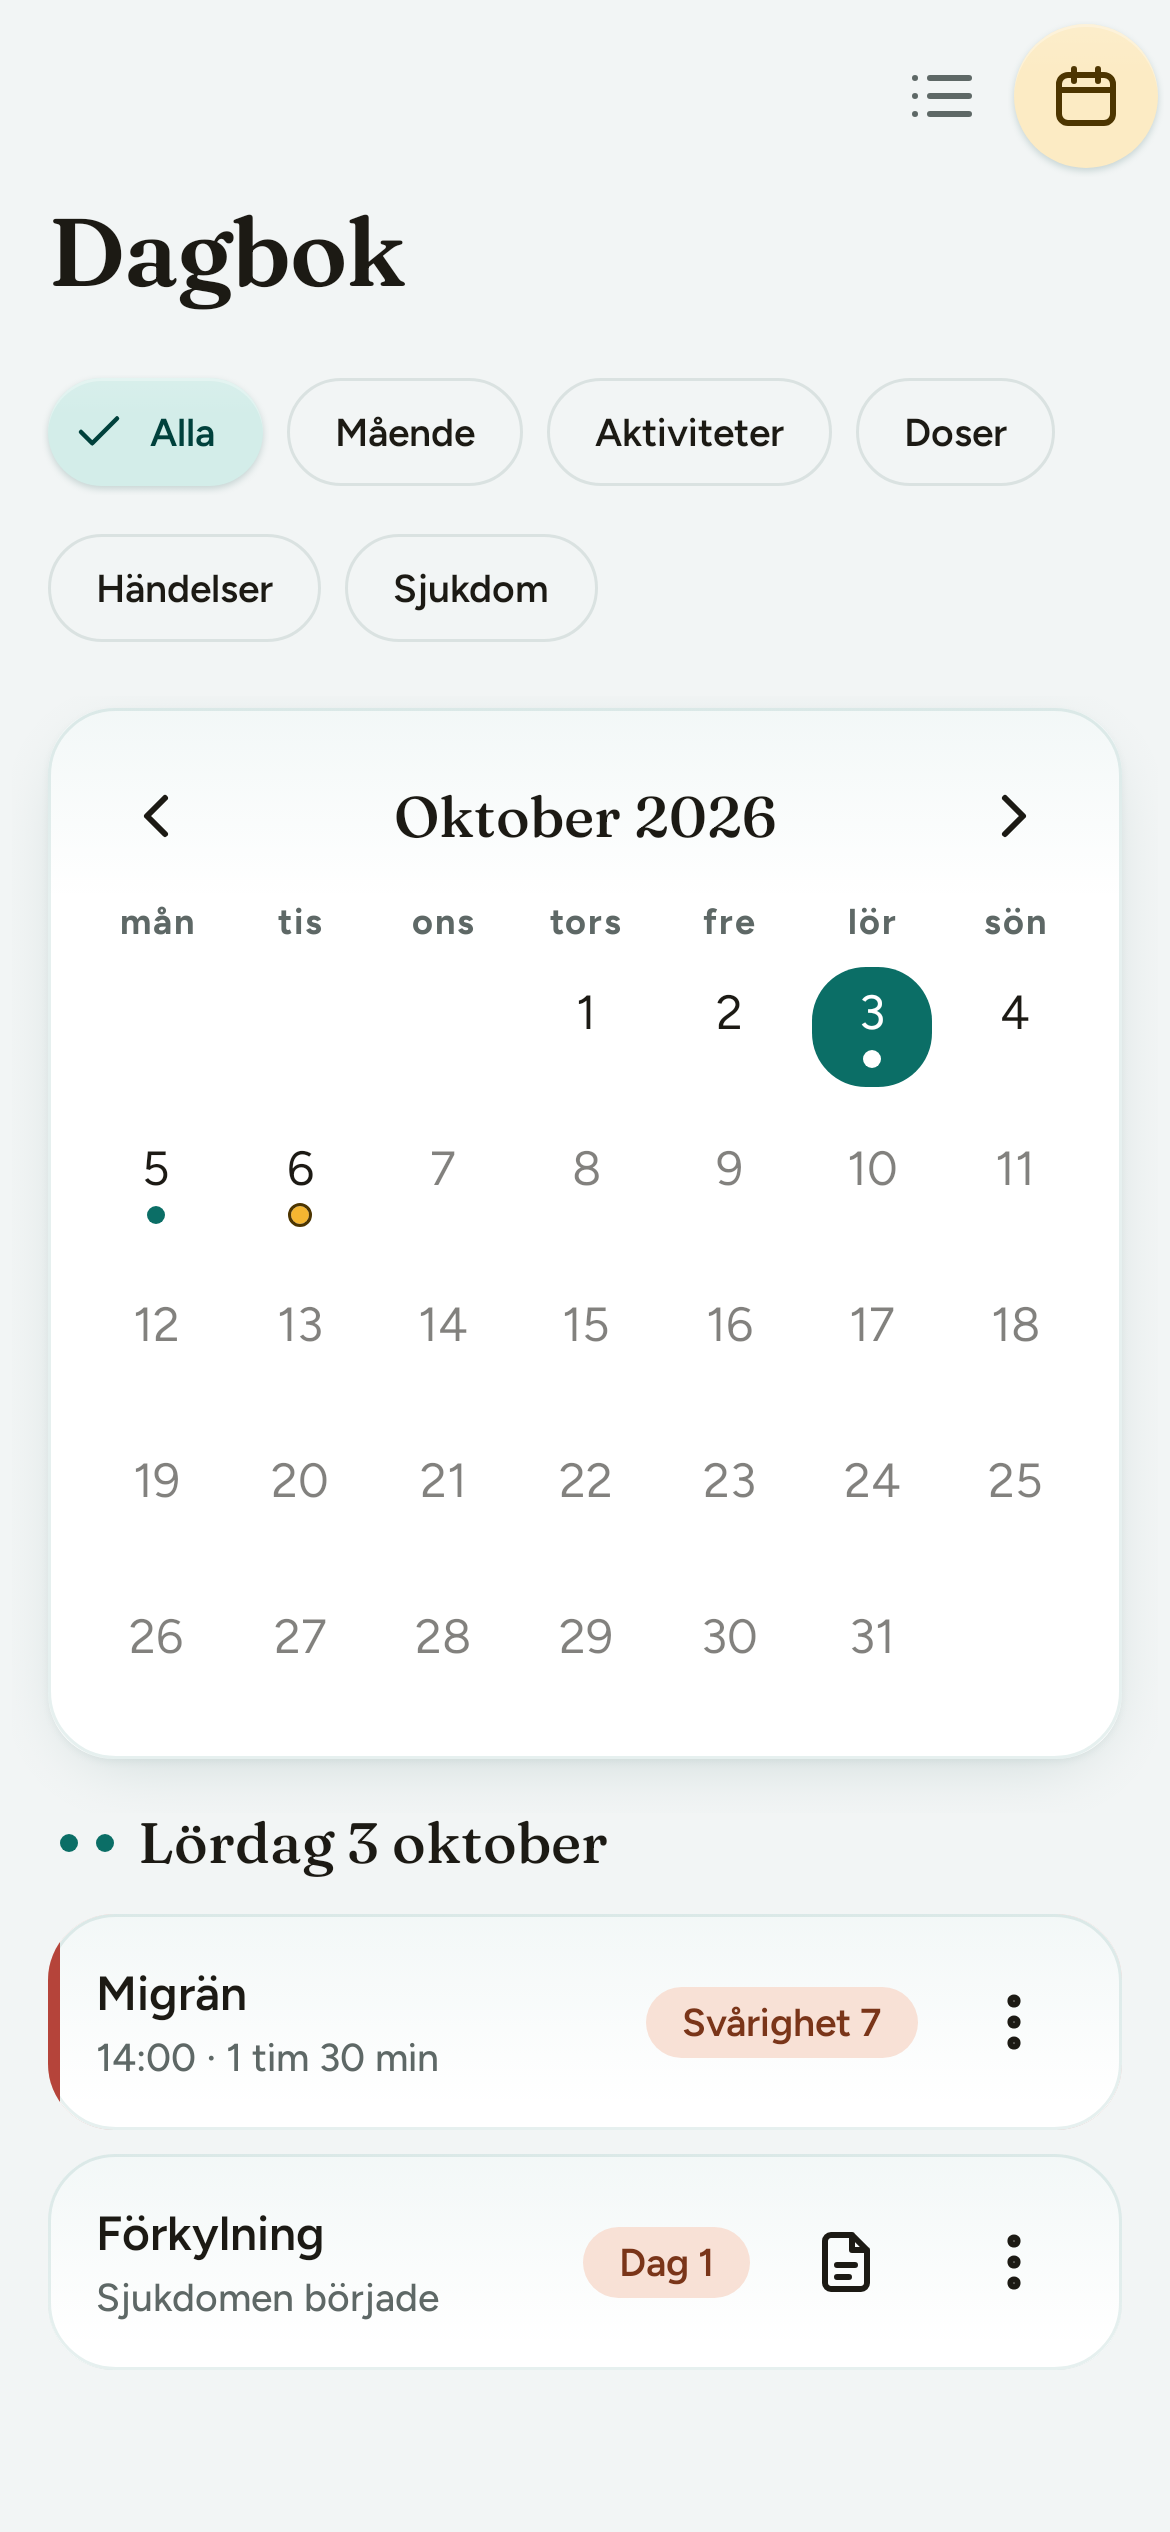 Dagbok
Alla Mående Aktiviteter Doser
Händelser Sjukdom
Oktober 2026
mån tis ons tors fre lör sön
1 2 3 4
5 6 7 8 9 10 11
12 13 14 15 16 17 18
19 20 21 22 23 24 25
26 27 28 29 30 31
Lördag 3 oktober
Migrän
Svårighet 7
14:00 · 1 tim 30 min
Förkylning
Dag 1
Sjukdomen började